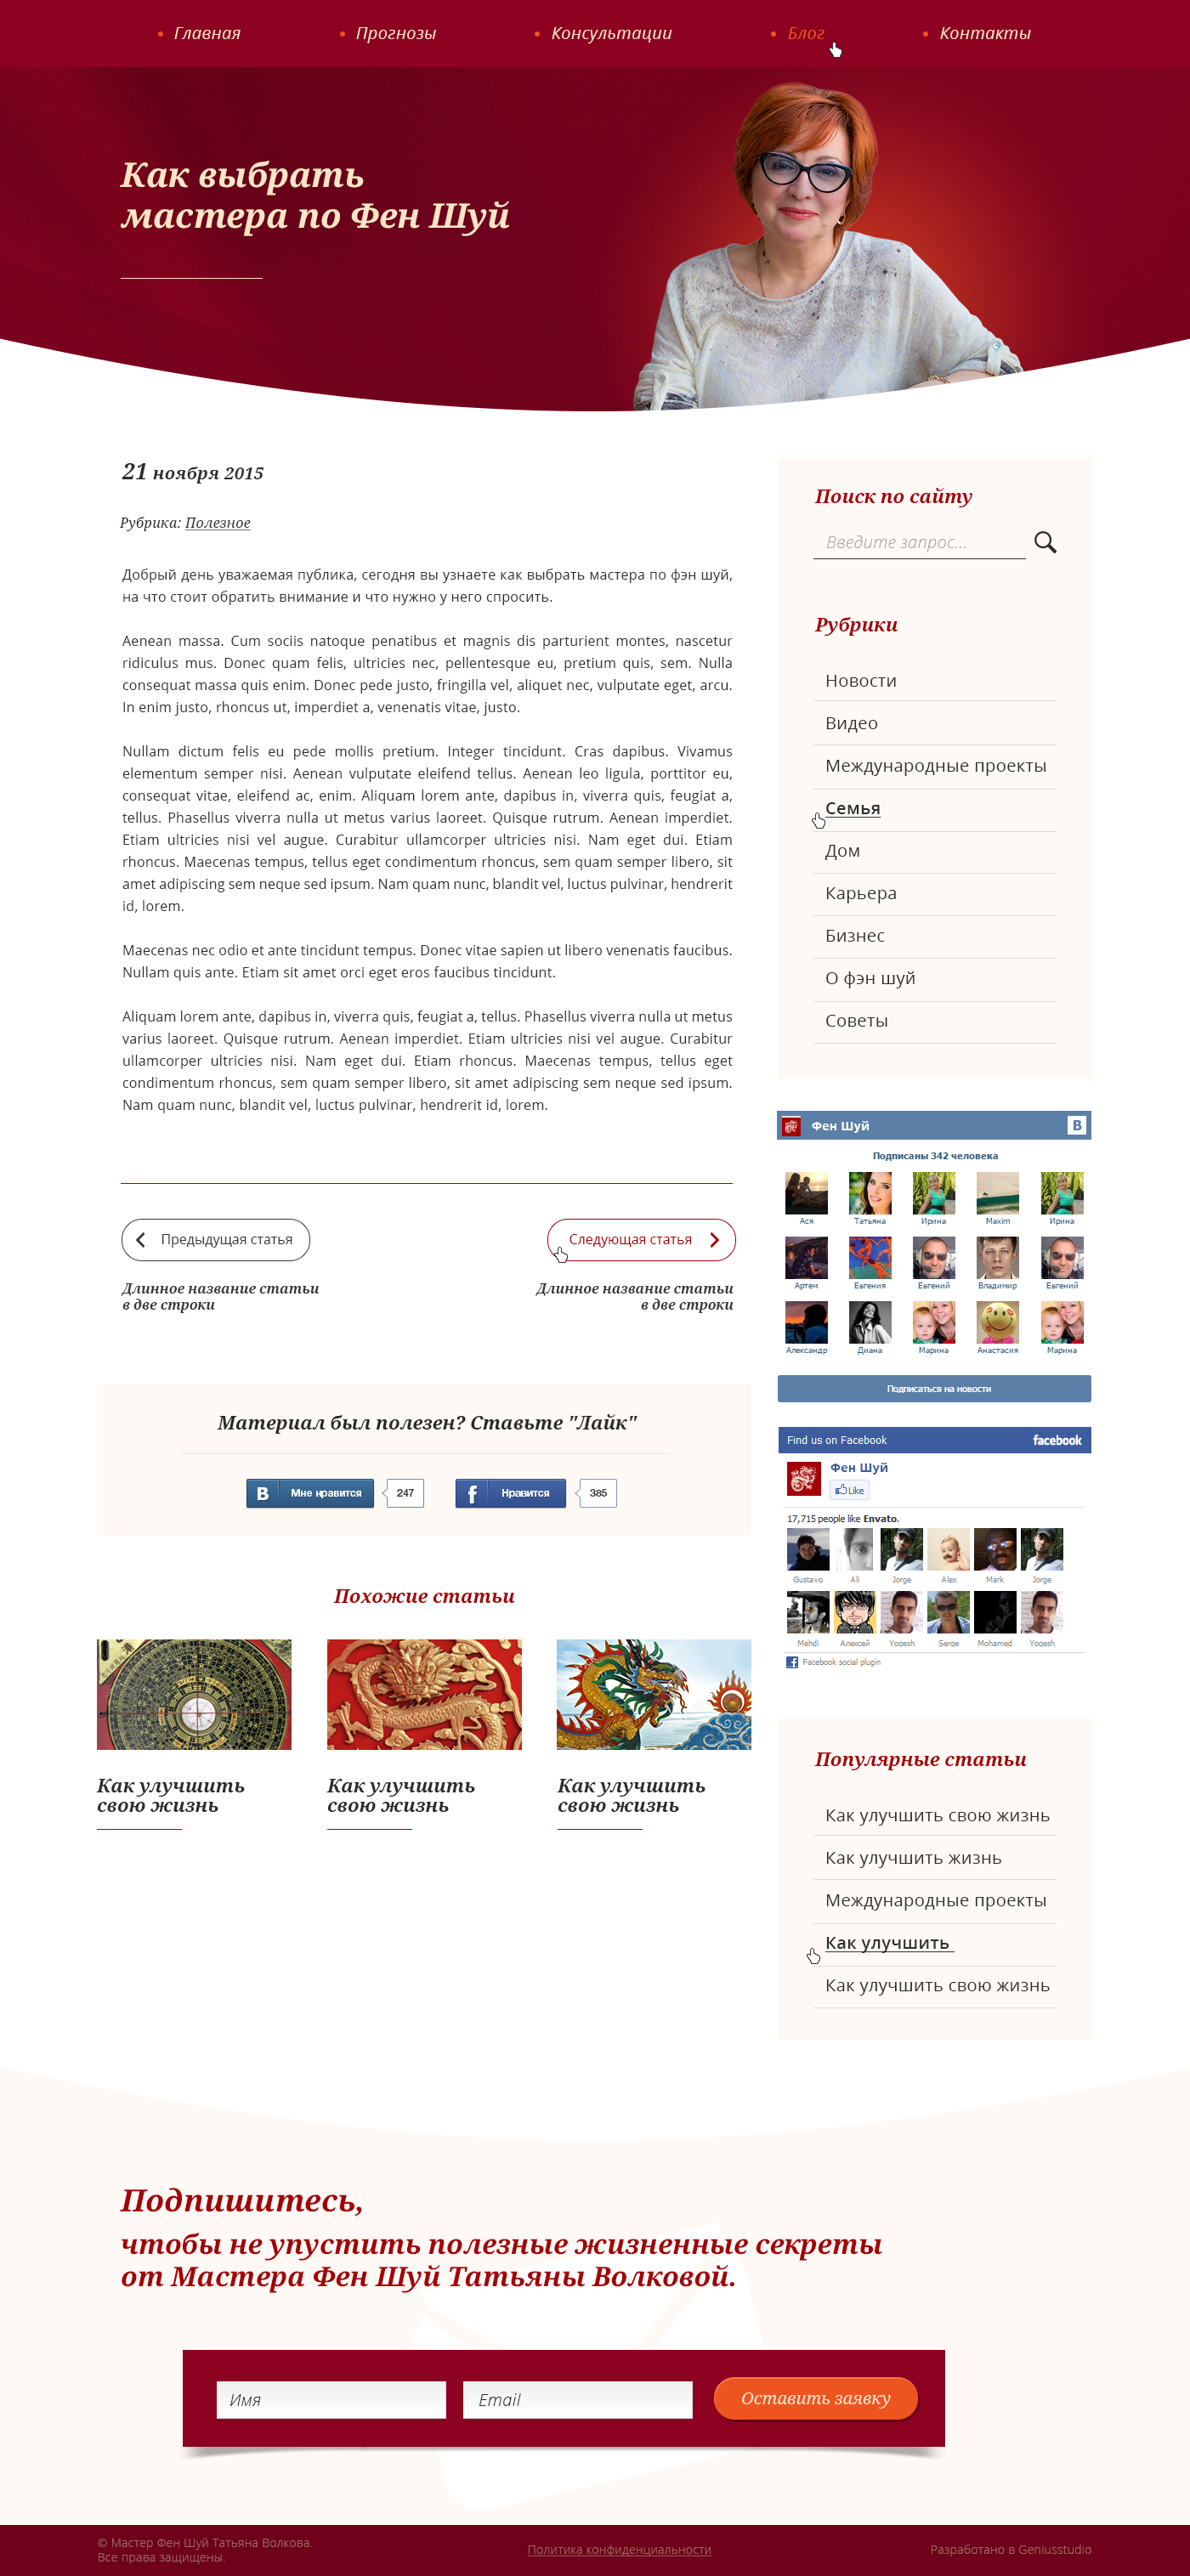 Главная
Прогнозы
Консультации
Блог
Контакты
Как выбрать
мастера по Фен Шуй
21 ноября 2015
Рубрика: Полезное
Добрый день уважаемая публика, сегодня вы узнаете как выбрать мастера по фэн шуй,
на что стоит обратить внимание и что нужно у него спросить.
Aenean massa. Cum sociis natoque penatibus et magnis dis parturient montes, nascetur
ridiculus mus. Donec quam felis, ultricies nec, pellentesque eu, pretium quis, sem. Nulla
consequat massa quis enim. Donec pede justo, fringilla vel, aliquet nec, vulputate eget, arcu.
In enim justo, rhoncus ut, imperdiet a, venenatis vitae, justo.
Nullam dictum felis eu pede mollis pretium. Integer tincidunt. Cras dapibus. Vivamus
elementum semper nisi. Aenean vulputate eleifend tellus. Aenean leo ligula, porttitor eu,
consequat vitae, eleifend ac, enim. Aliquam lorem ante, dapibus in, viverra quis, feugiat a,
tellus. Phasellus viverra nulla ut metus varius laoreet. Quisque rutrum. Aenean imperdiet.
Etiam ultricies nisi vel augue. Curabitur ullamcorper ultricies nisi. Nam eget dui. Etiam
rhoncus. Maecenas tempus, tellus eget condimentum rhoncus, sem quam semper libero, sit
amet adipiscing sem neque sed ipsum. Nam quam nunc, blandit vel, luctus pulvinar, hendrerit
id, lorem.
Maecenas nec odio et ante tincidunt tempus. Donec vitae sapien ut libero venenatis faucibus.
Nullam quis ante. Etiam sit amet orci eget eros faucibus tincidunt.
Aliquam lorem ante, dapibus in, viverra quis, feugiat a, tellus. Phasellus viverra nulla ut metus
varius laoreet. Quisque rutrum. Aenean imperdiet. Etiam ultricies nisi vel augue. Curabitur
ullamcorper ultricies nisi. Nam eget dui. Etiam rhoncus. Maecenas tempus, tellus eget
condimentum rhoncus, sem quam semper libero, sit amet adipiscing sem neque sed ipsum.
Nam quam nunc, blandit vel, luctus pulvinar, hendrerit id, lorem.
Предыдущая статья
Следующая статья
Длинное название статьи
в две строки
Длинное название статьи
в две строки
Материал был полезен? Ставьте "Лайк"
В Мне нравится 247
f Нравится 385
Похожие статьи
Как улучшить
свою жизнь
Как улучшить
свою жизнь
Как улучшить
свою жизнь
Поиск по сайту
Введите запрос...
Рубрики
Новости
Видео
Международные проекты
Семья
Дом
Карьера
Бизнес
О фэн шуй
Советы
Фен Шуй В
Подписаны 342 человека
Ася Татьяна Ирина Maxim Ирина
Артем Евгения Евгений Владимир Евгений
Александр Диана Марина Анастасия Марина
Подписаться на новости
Find us on Facebook facebook
Фен Шуй
Like
17,715 people like Envato.
Gustavo Ali Jorge Alex Mark Jorge
Mehdi Алексей Yogesh Serge Mohamed Yogesh
f Facebook social plugin
Популярные статьи
Как улучшить свою жизнь
Как улучшить жизнь
Международные проекты
Как улучшить
Как улучшить свою жизнь
Подпишитесь,
чтобы не упустить полезные жизненные секреты
от Мастера Фен Шуй Татьяны Волковой.
Имя
Email
Оставить заявку
© Мастер Фен Шуй Татьяна Волкова.
Все права защищены.
Политика конфиденциальности
Разработано в Geniusstudio